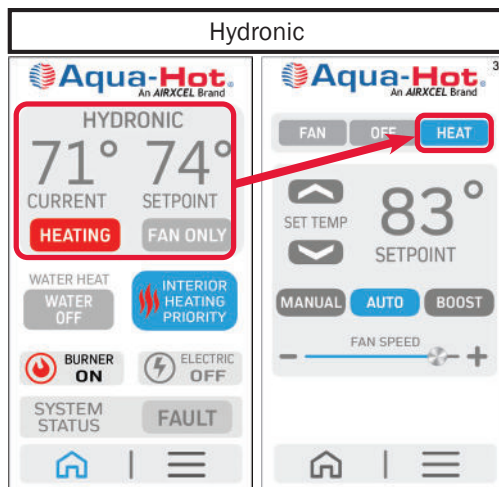 Hydronic
Aqua-Hot.
An AIRXCEL Brand
HYDRONIC
71° 74°
CURRENT SETPOINT
HEATING FAN ONLY
WATER HEAT
WATER
OFF
INTERIOR
HEATING
PRIORITY
BURNER
ON
ELECTRIC
OFF
SYSTEM
STATUS
FAULT
3
Aqua-Hot.
An AIRXCEL Brand
FAN OFF HEAT
SET TEMP
83°
SETPOINT
MANUAL AUTO BOOST
FAN SPEED